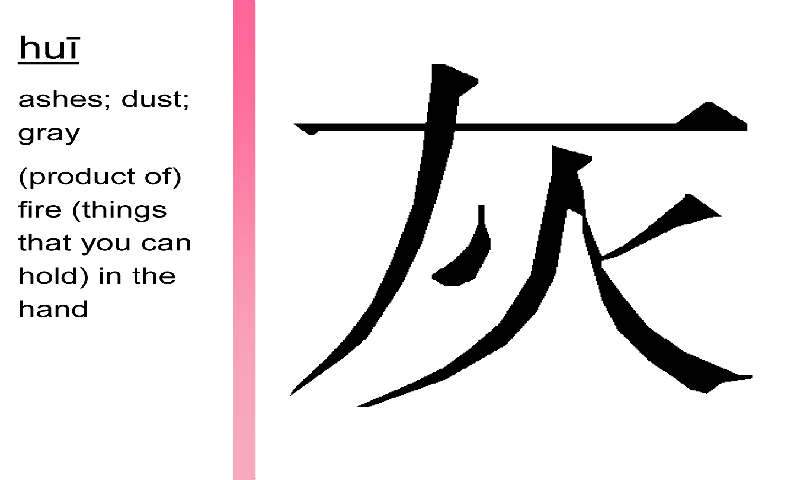 huī
ashes; dust;
gray
(product of)
fire (things
that you can
hold) in the
hand
灰